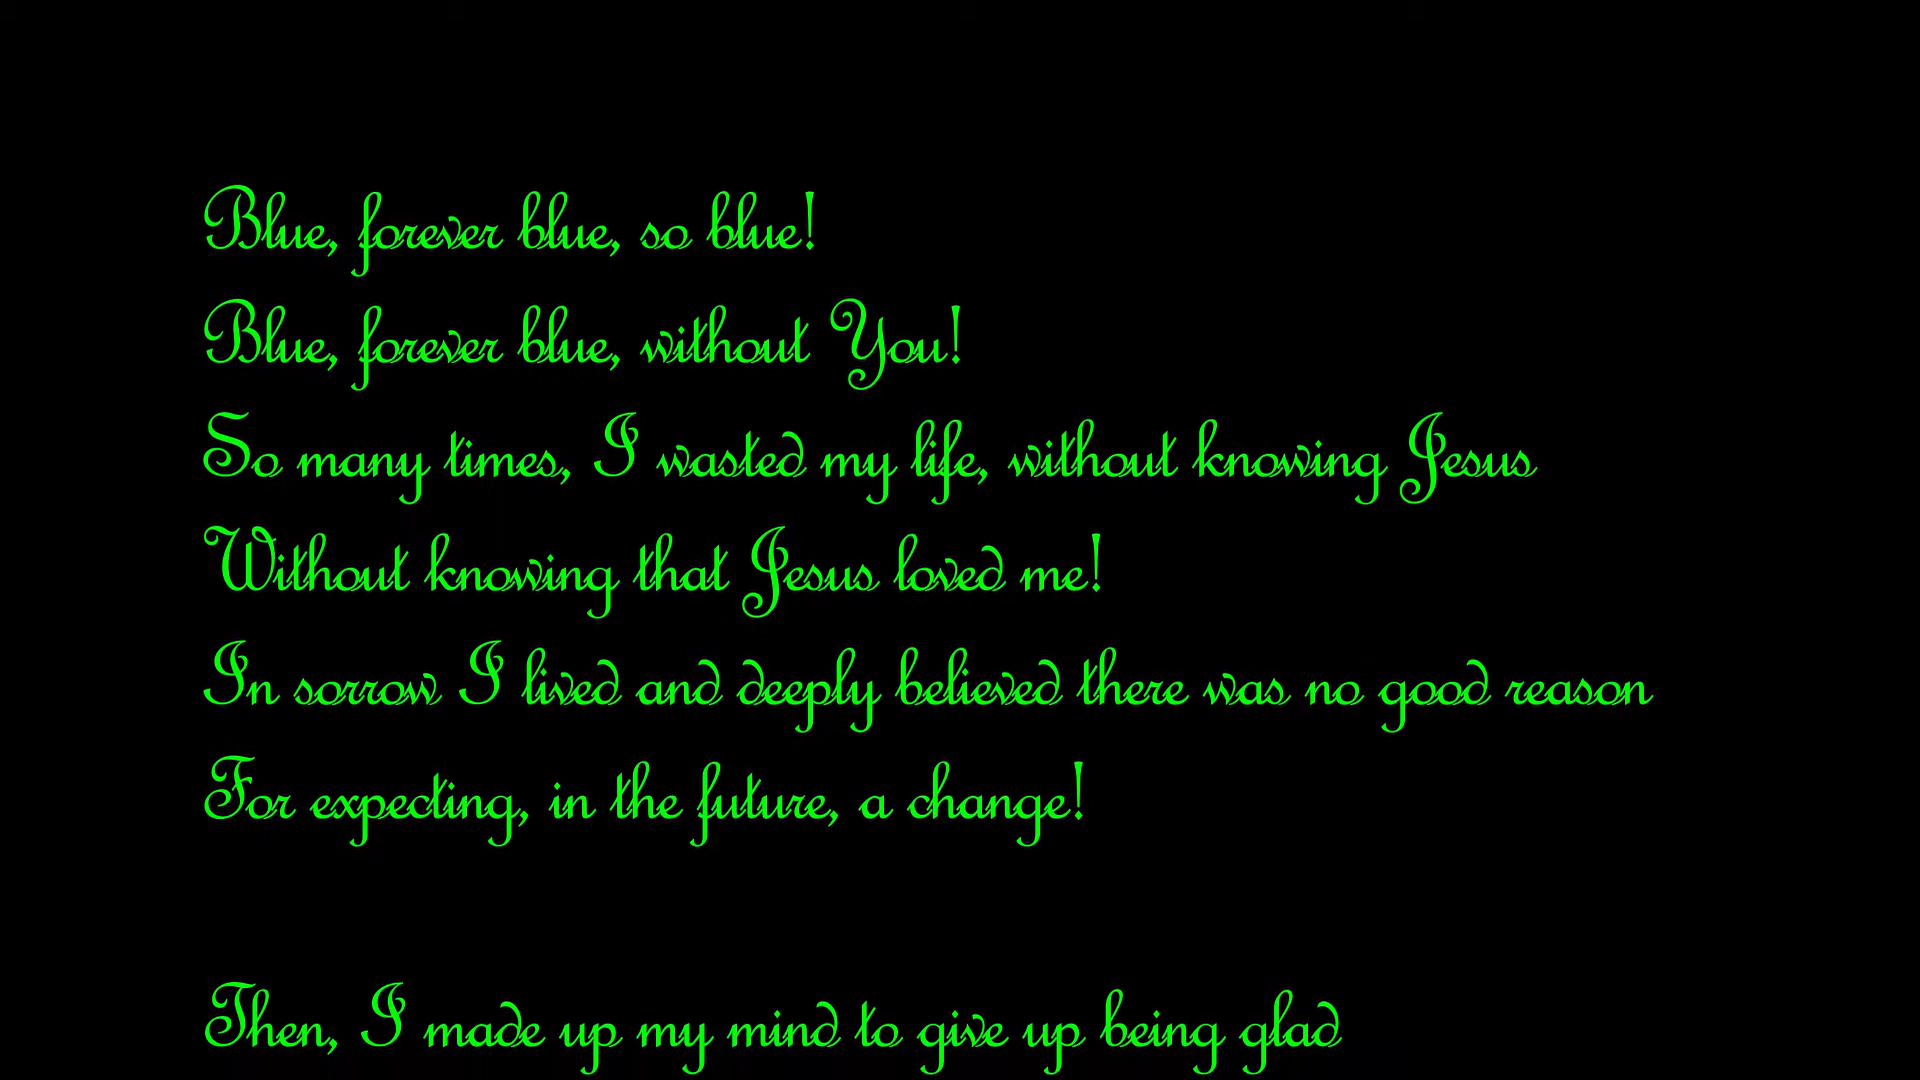 Blue, forever blue, so blue!
Blue, forever blue, without You!
So many times, I wasted my life, without knowing Jesus
Without knowing that Jesus loved me!
In sorrow I lived and deeply believed there was no good reason
For expecting, in the future, a change!
Then, I made up my mind to give up being glad